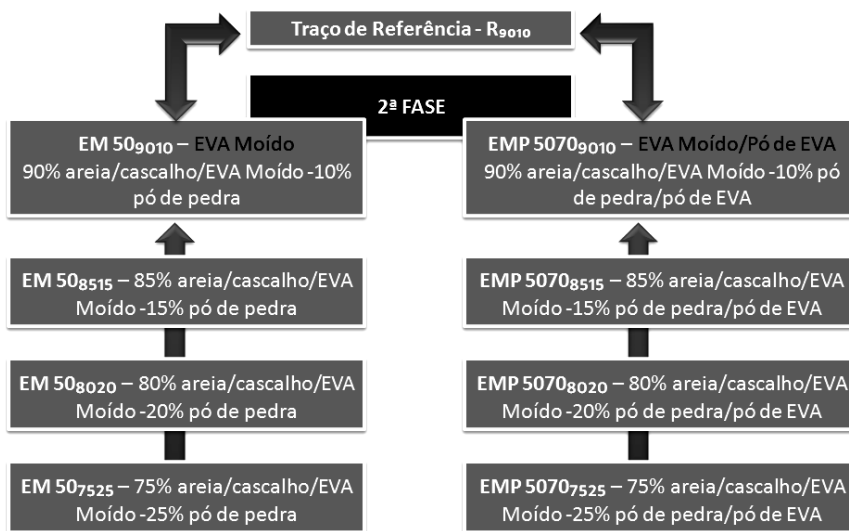 Traço de Referência - R₉₀₁₀
2ª FASE
EM 50₉₀₁₀ – EVA Moído
90% areia/cascalho/EVA Moído -10%
pó de pedra
EM 50₈₅₁₅ – 85% areia/cascalho/EVA
Moído -15% pó de pedra
EM 50₈₀₂₀ – 80% areia/cascalho/EVA
Moído -20% pó de pedra
EM 50₇₅₂₅ – 75% areia/cascalho/EVA
Moído -25% pó de pedra
EMP 5070₉₀₁₀ – EVA Moído/Pó de EVA
90% areia/cascalho/EVA Moído -10% pó
de pedra/pó de EVA
EMP 5070₈₅₁₅ – 85% areia/cascalho/EVA
Moído -15% pó de pedra/pó de EVA
EMP 5070₈₀₂₀ – 80% areia/cascalho/EVA
Moído -20% pó de pedra/pó de EVA
EMP 5070₇₅₂₅ – 75% areia/cascalho/EVA
Moído -25% pó de pedra/pó de EVA